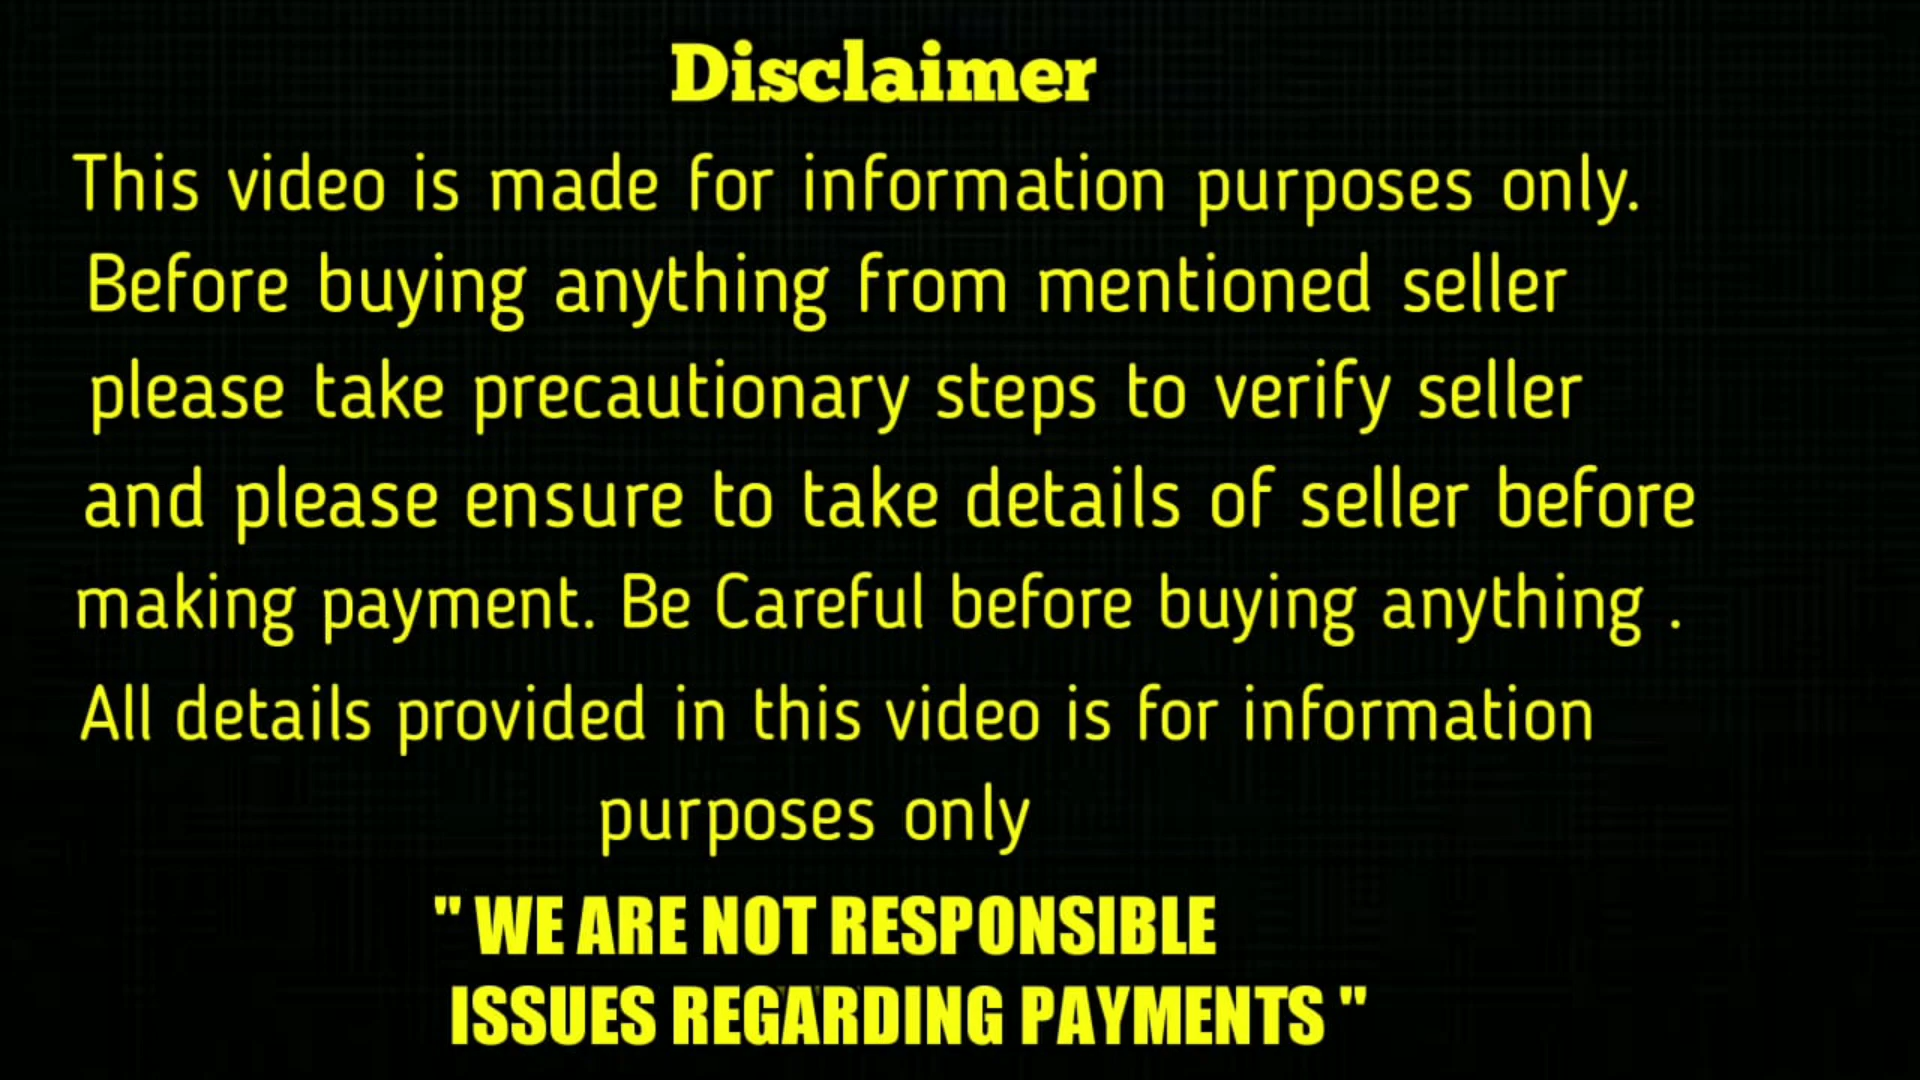 Disclaimer
This video is made for information purposes only.
Before buying anything from mentioned seller
please take precautionary steps to verify seller
and please ensure to take details of seller before
making payment. Be Careful before buying anything .
All details provided in this video is for information
purposes only
" WE ARE NOT RESPONSIBLE
ISSUES REGARDING PAYMENTS "